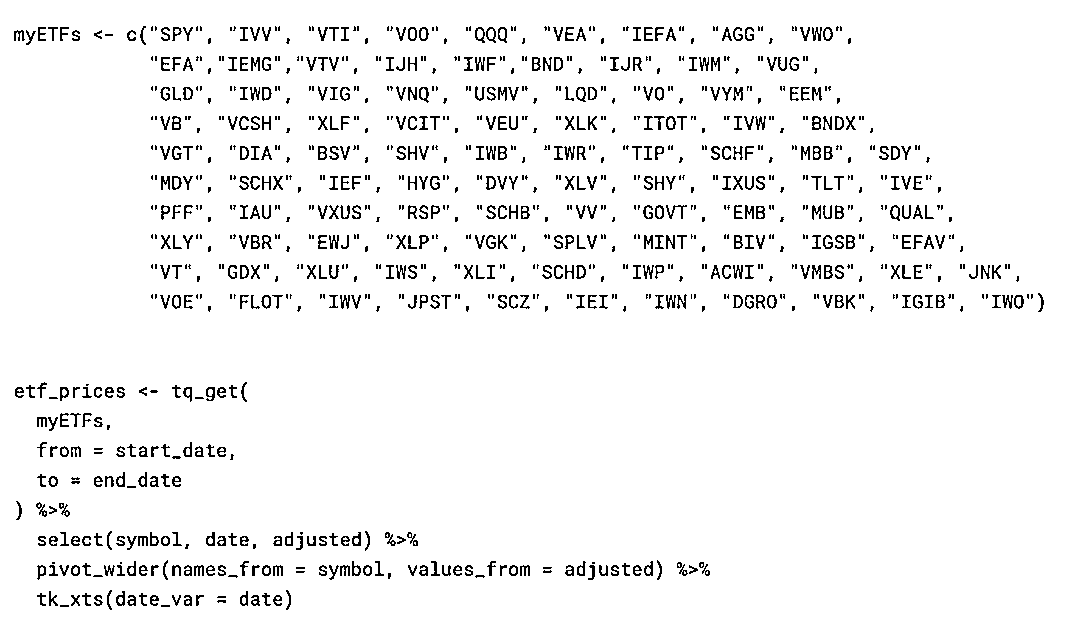 myETFs <- c("SPY", "IVV", "VTI", "VOO", "QQQ", "VEA", "IEFA", "AGG", "VWO",
"EFA","IEMG","VTV", "IJH", "IWF","BND", "IJR", "IWM", "VUG",
"GLD", "IWD", "VIG", "VNQ", "USMV", "LQD", "VO", "VYM", "EEM",
"VB", "VCSH", "XLF", "VCIT", "VEU", "XLK", "ITOT", "IVW", "BNDX",
"VGT", "DIA", "BSV", "SHV", "IWB", "IWR", "TIP", "SCHF", "MBB", "SDY",
"MDY", "SCHX", "IEF", "HYG", "DVY", "XLV", "SHY", "IXUS", "TLT", "IVE",
"PFF", "IAU", "VXUS", "RSP", "SCHB", "VV", "GOVT", "EMB", "MUB", "QUAL",
"XLY", "VBR", "EWJ", "XLP", "VGK", "SPLV", "MINT", "BIV", "IGSB", "EFAV",
"VT", "GDX", "XLU", "IWS", "XLI", "SCHD", "IWP", "ACWI", "VMBS", "XLE", "JNK",
"VOE", "FLOT", "IWV", "JPST", "SCZ", "IEI", "IWN", "DGRO", "VBK", "IGIB", "IWO")
etf_prices <- tq_get(
myETFs,
from = start_date,
to = end_date
) %>%
select(symbol, date, adjusted) %>%
pivot_wider(names_from = symbol, values_from = adjusted) %>%
tk_xts(date_var = date)